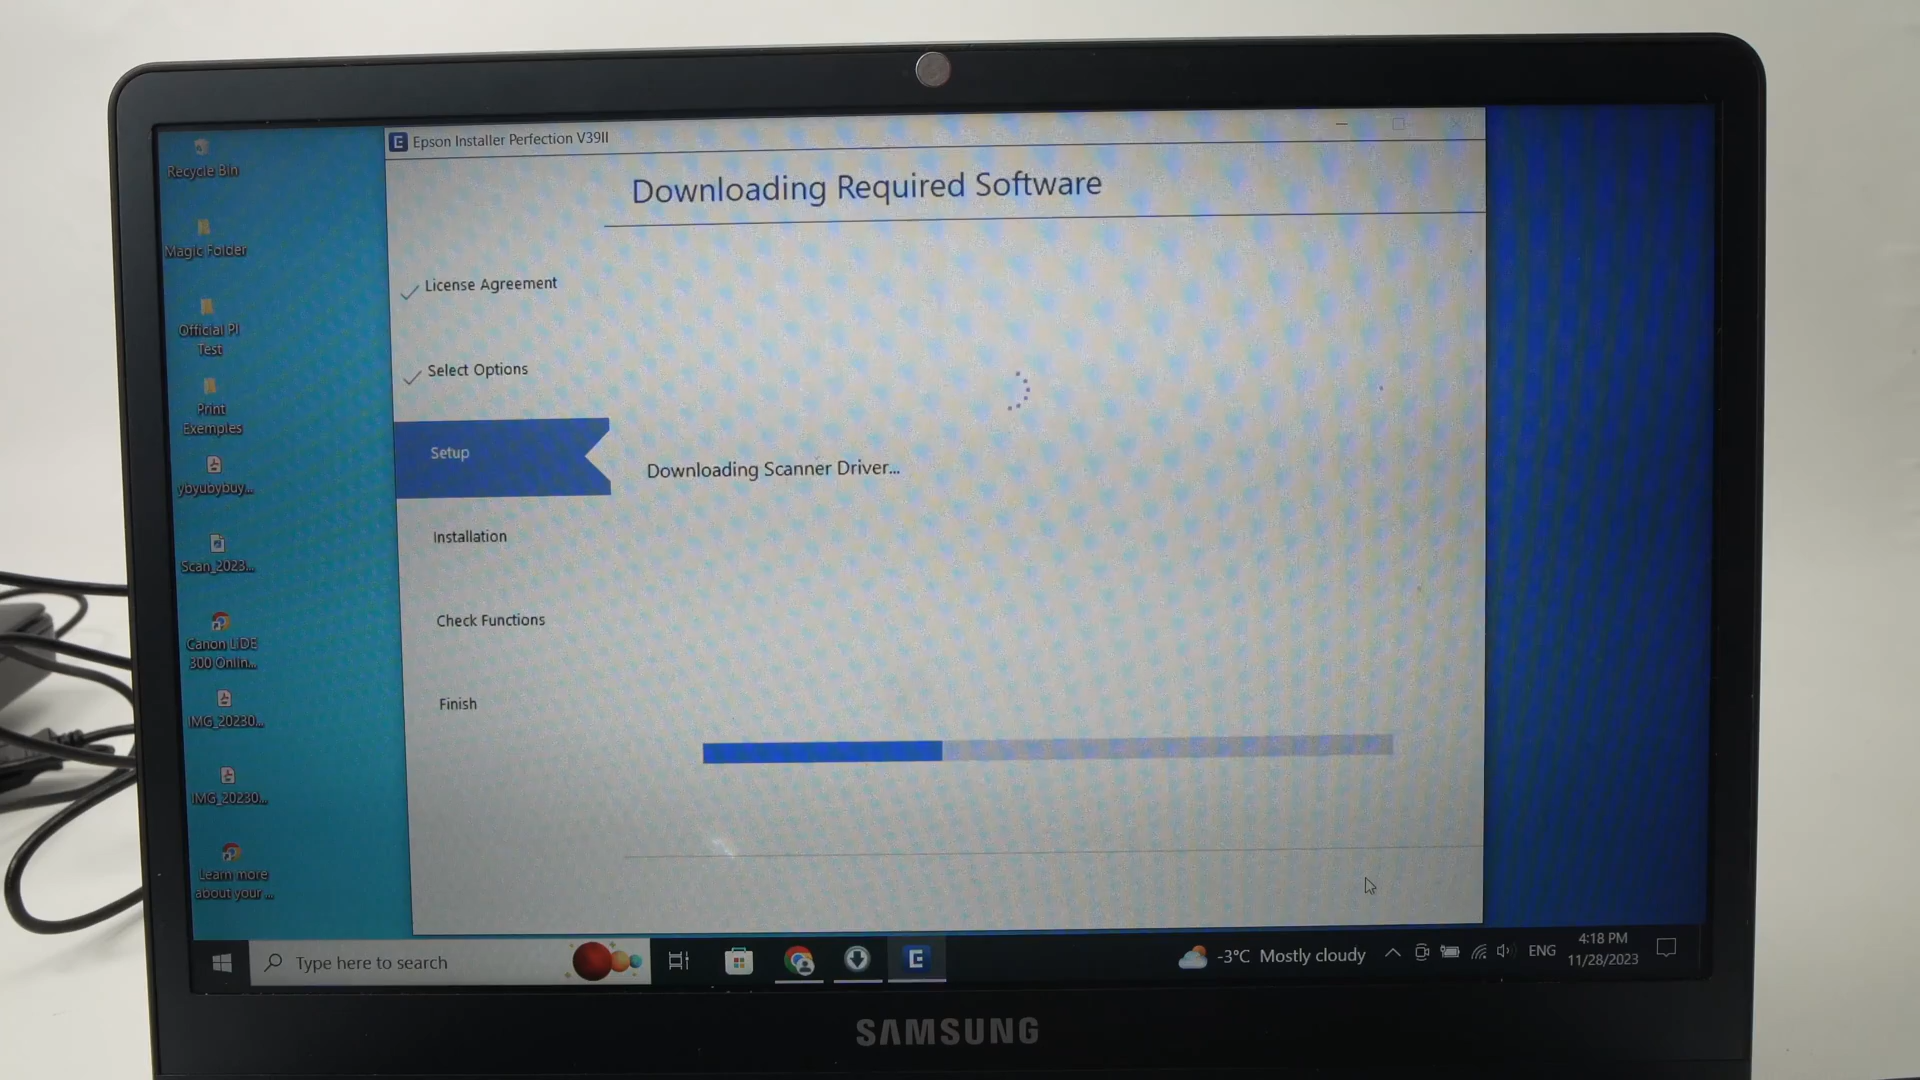 Epson Installer Perfection V39II
Downloading Required Software
License Agreement
Select Options
Setup
Installation
Check Functions
Finish
Downloading Scanner Driver...
Recycle Bin
Magic Folder
Official PI
Test
Print
Exemples
ybyubybuy...
Scan_2023...
Canon LiDE
300 Onlin...
IMG_20230...
IMG_20230...
Learn more
about your ...
Type here to search
-3°C Mostly cloudy
ENG
4:18 PM
11/28/2023
SAMSUNG